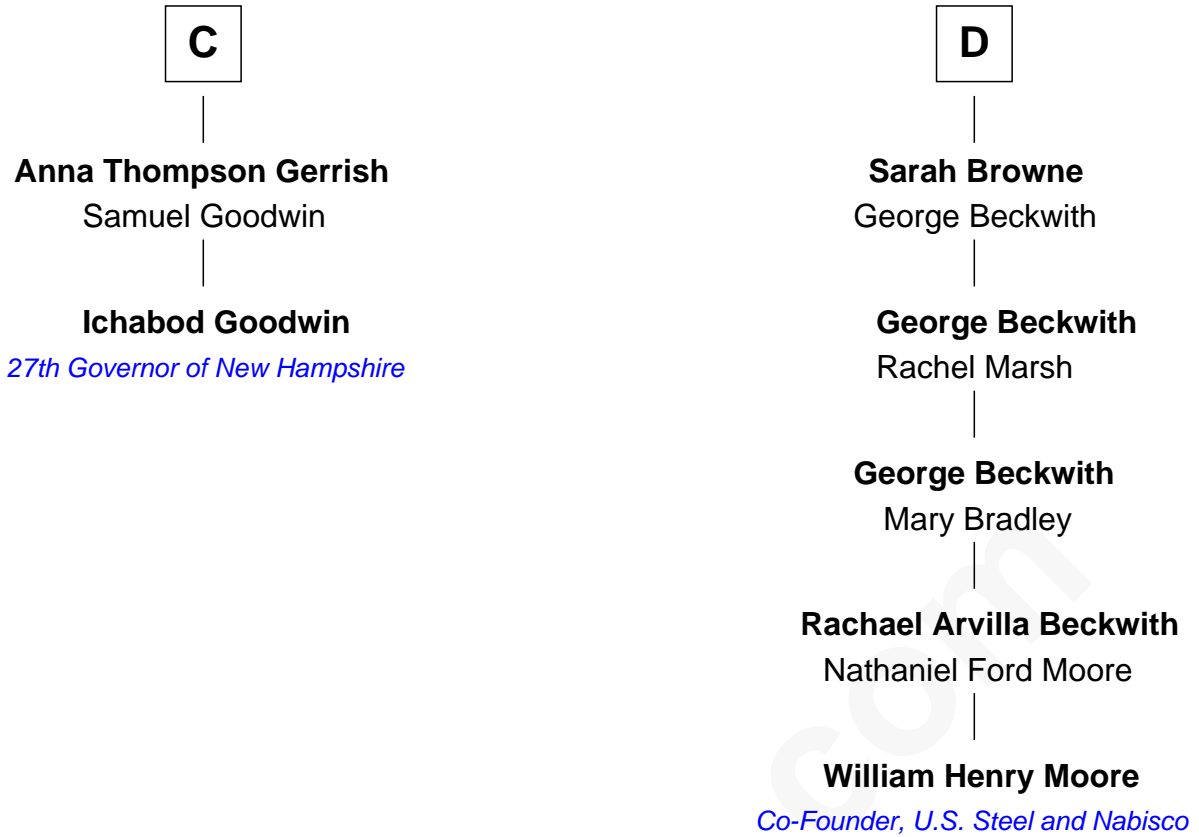 C
Anna Thompson Gerrish
Samuel Goodwin
Ichabod Goodwin
27th Governor of New Hampshire
D
Sarah Browne
George Beckwith
George Beckwith
Rachel Marsh
George Beckwith
Mary Bradley
Rachael Arvilla Beckwith
Nathaniel Ford Moore
William Henry Moore
Co-Founder, U.S. Steel and Nabisco
com